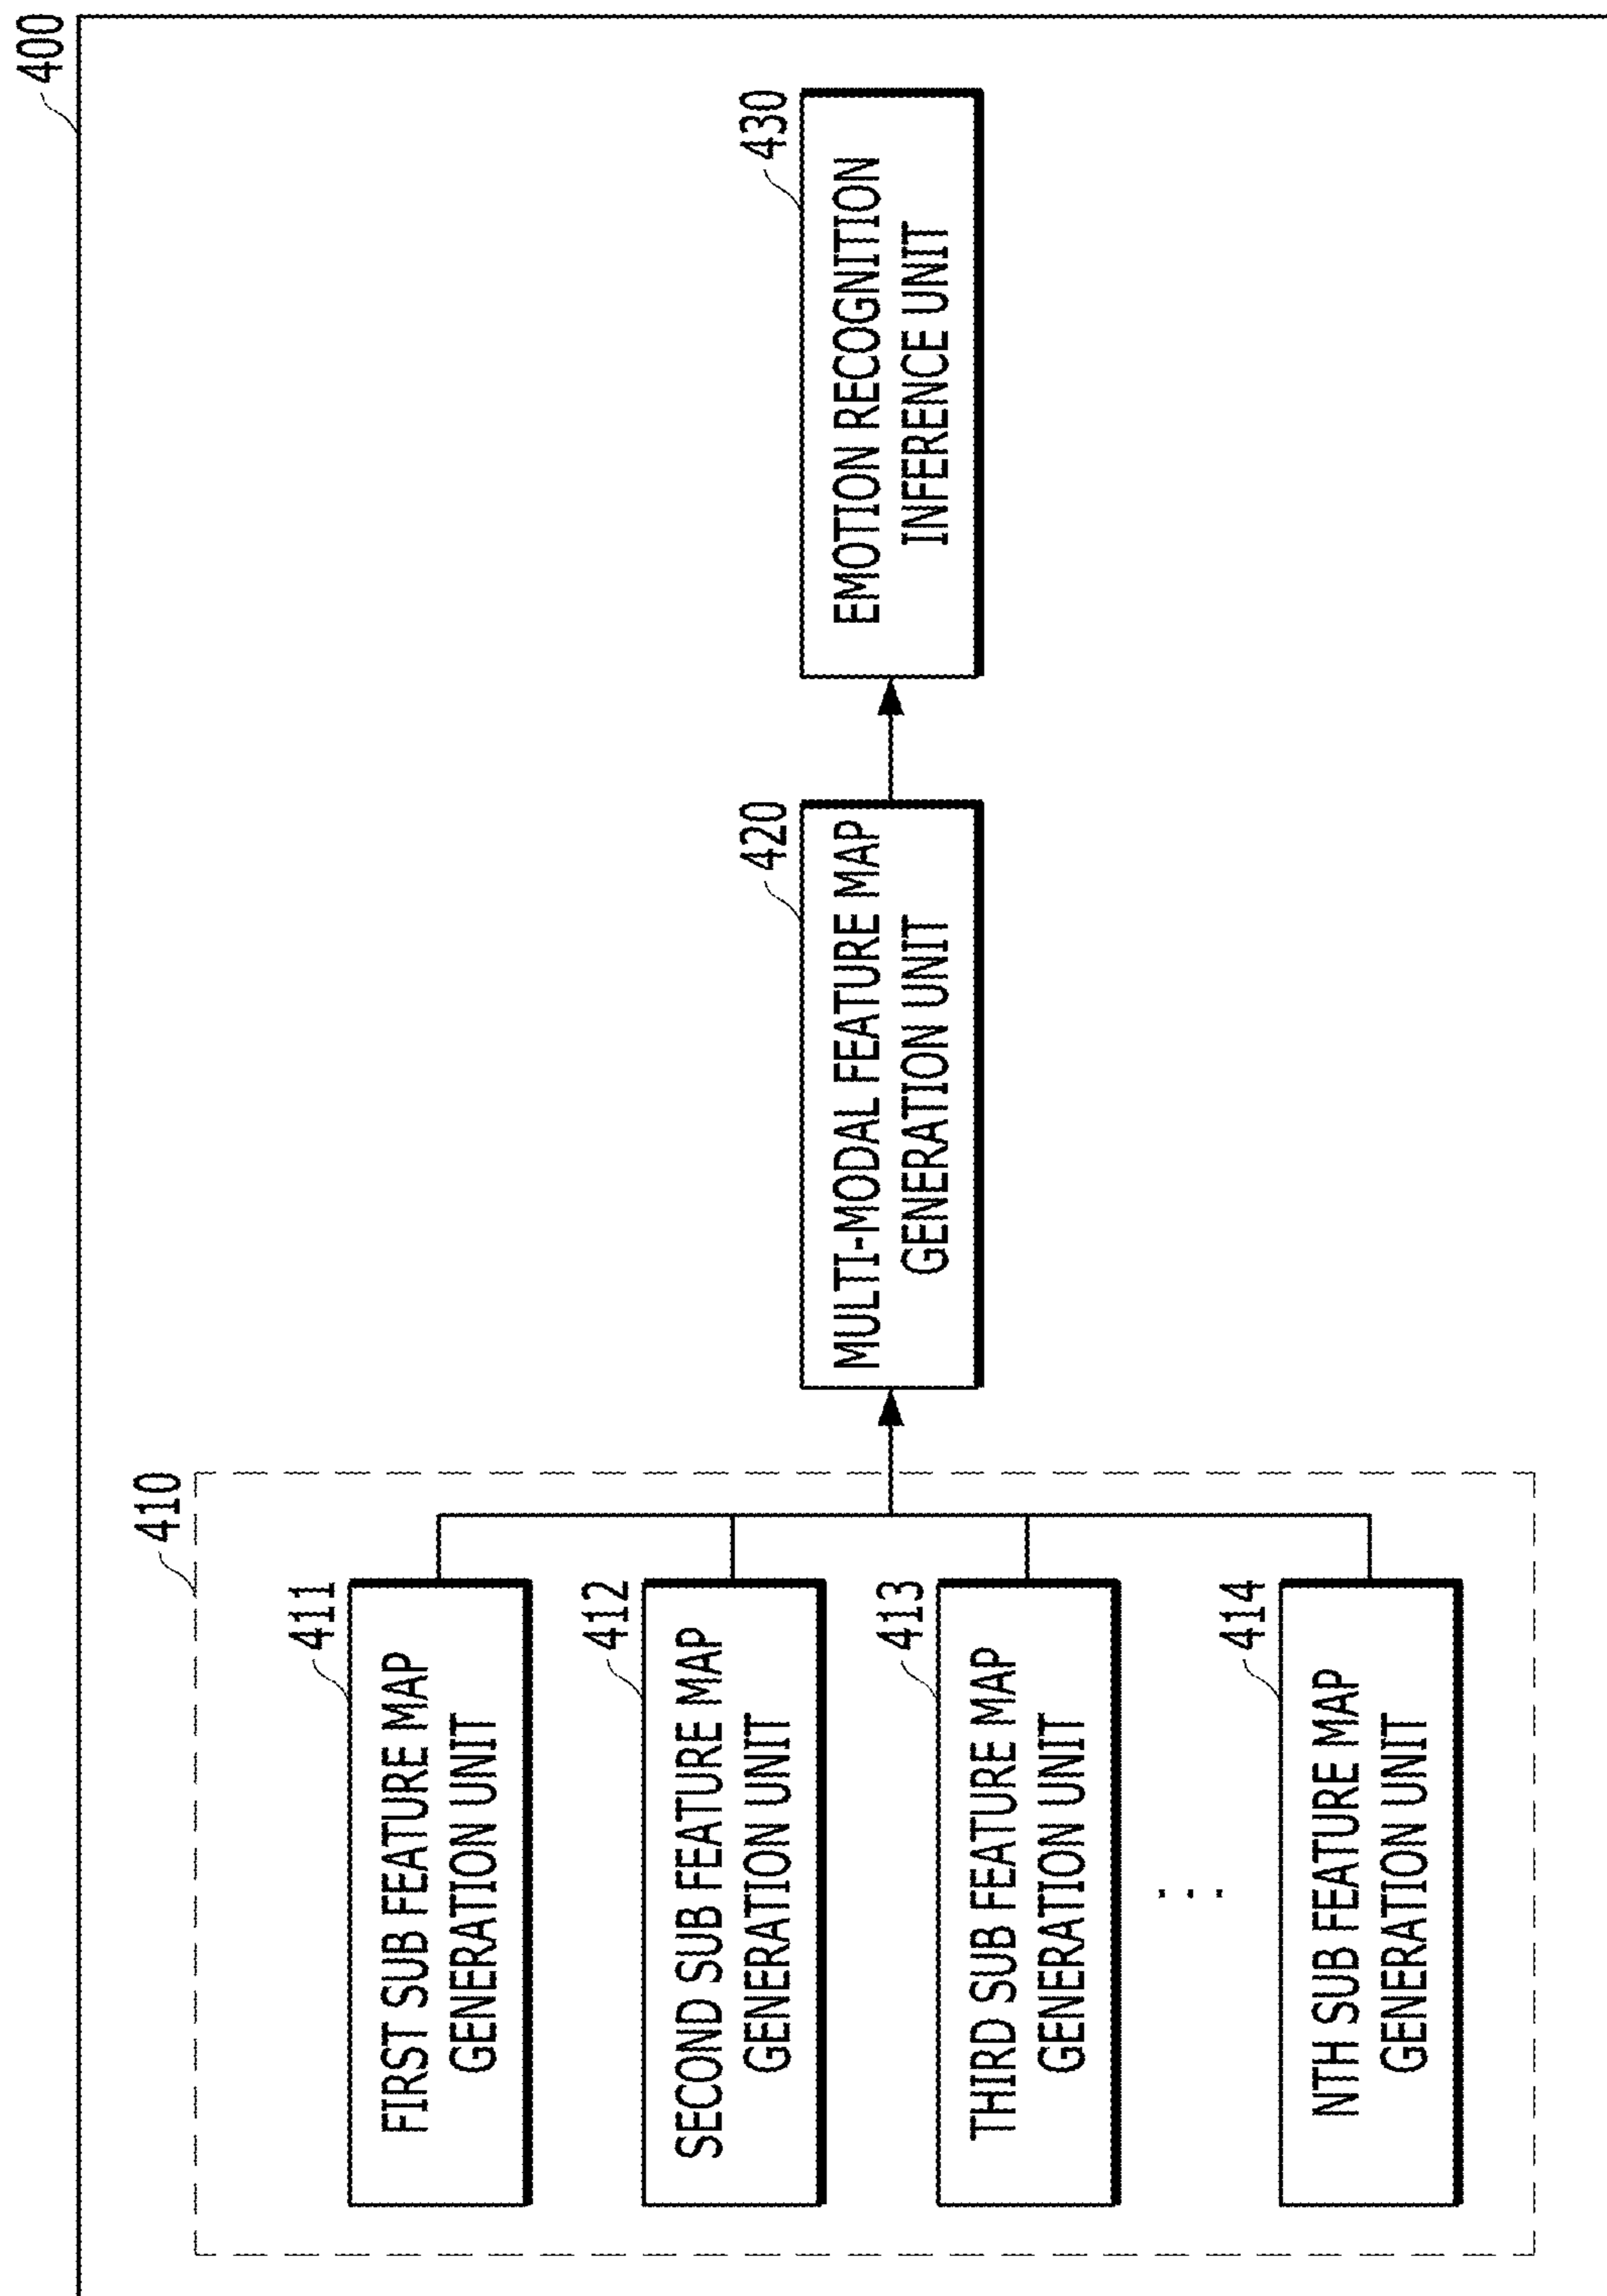 400
410
411
FIRST SUB FEATURE MAP
GENERATION UNIT
412
SECOND SUB FEATURE MAP
GENERATION UNIT
413
THIRD SUB FEATURE MAP
GENERATION UNIT
...
414
NTH SUB FEATURE MAP
GENERATION UNIT
420
MULTI-MODAL FEATURE MAP
GENERATION UNIT
430
EMOTION RECOGNITION
INFERENCE UNIT